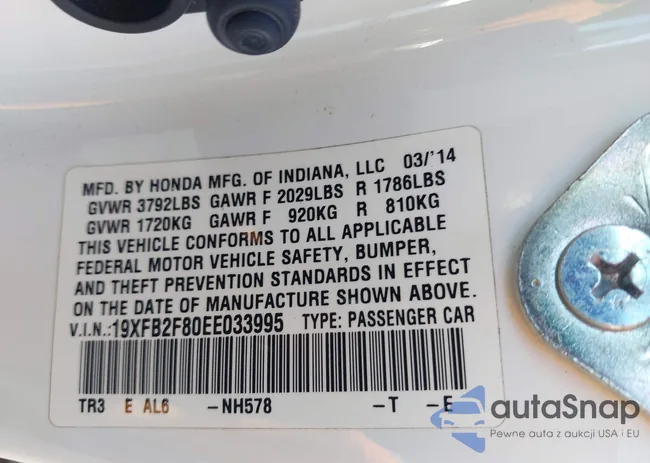 MFD. BY HONDA MFG. OF INDIANA, LLC 03/'14
GVWR 3792LBS GAWR F 2029LBS R 1786LBS
GVWR 1720KG GAWR F 920KG R 810KG
THIS VEHICLE CONFORMS TO ALL APPLICABLE
FEDERAL MOTOR VEHICLE SAFETY, BUMPER,
AND THEFT PREVENTION STANDARDS IN EFFECT
ON THE DATE OF MANUFACTURE SHOWN ABOVE.
V.I.N.:19XFB2F80EE033995 TYPE: PASSENGER CAR
TR3 E AL6 -NH578 -T -E
autaSnap
Pewne auta z aukcji USA i EU